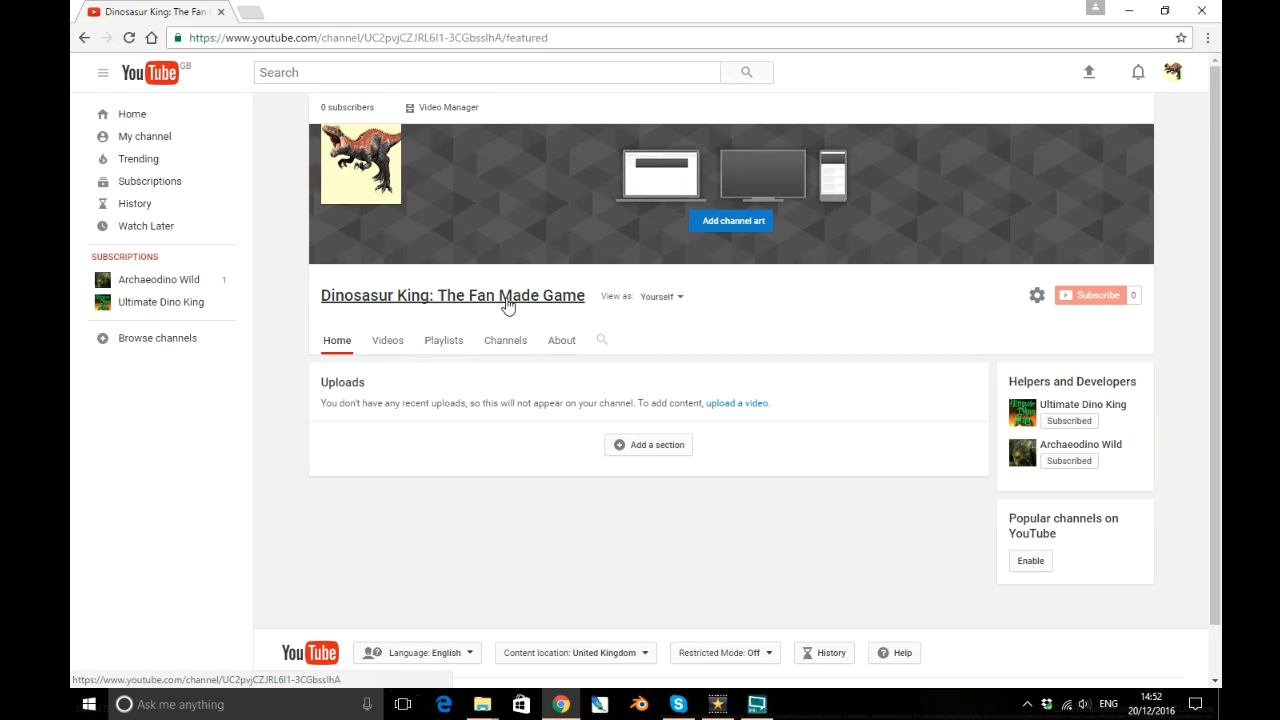 Dinosaur King: The Fan
https://www.youtube.com/channel/UC2pvjCZJRL6I1-3CGbssIhA/featured
YouTube GB
Search
0 subscribers
Video Manager
Home
My channel
Trending
Subscriptions
History
Watch Later
SUBSCRIPTIONS
Archaeodino Wild 1
Ultimate Dino King
Browse channels
Add channel art
Dinosasur King: The Fan Made Game
View as: Yourself
Subscribe 0
Home Videos Playlists Channels About
Uploads
You don't have any recent uploads, so this will not appear on your channel. To add content, upload a video.
Add a section
Helpers and Developers
Ultimate Dino King
Subscribed
Archaeodino Wild
Subscribed
Popular channels on
YouTube
Enable
YouTube
Language: English
Content location: United Kingdom
Restricted Mode: Off
History
Help
https://www.youtube.com/channel/UC2pvjCZJRL6I1-3CGbssIhA
Ask me anything
ENG
14:52
20/12/2016